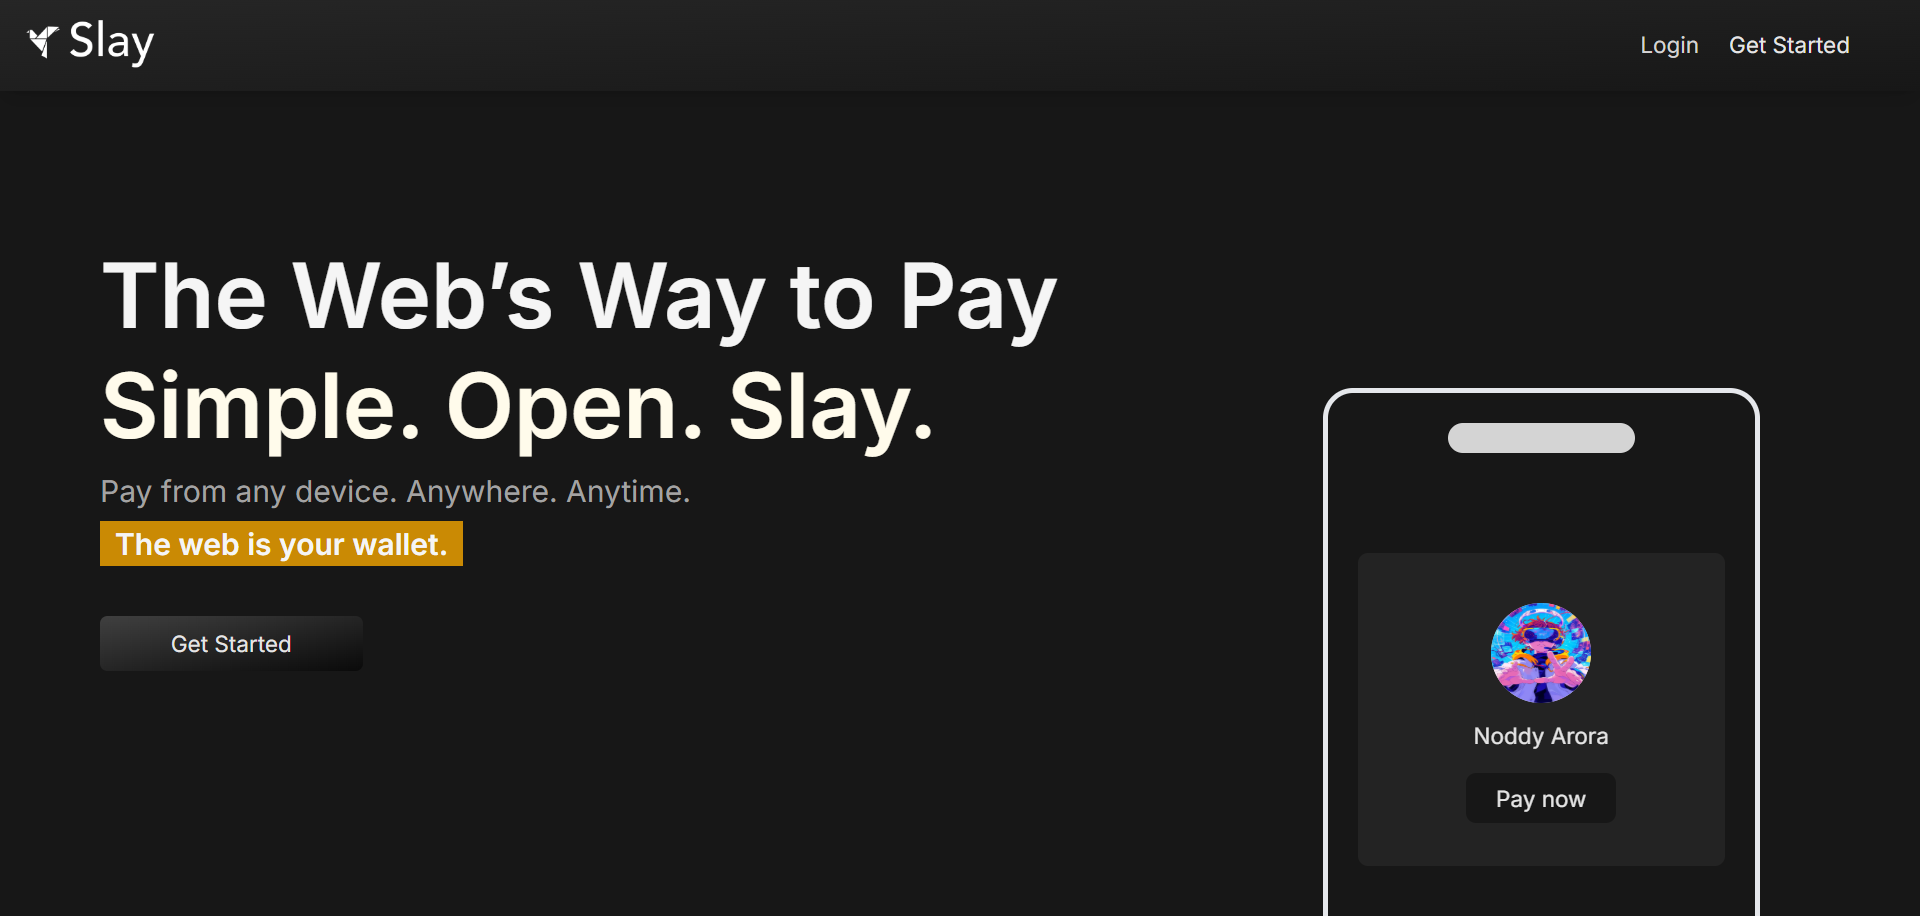 Slay
Login
Get Started
The Web’s Way to Pay
Simple. Open. Slay.
Pay from any device. Anywhere. Anytime.
The web is your wallet.
Get Started
Noddy Arora
Pay now